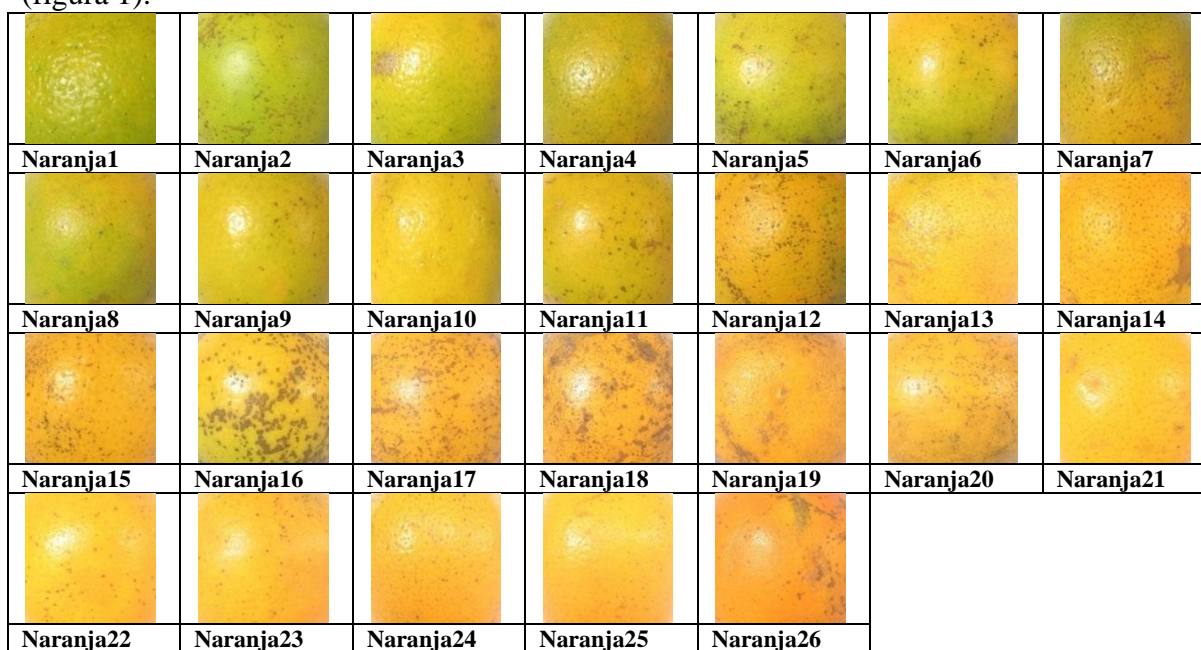 (figura 1).
Naranja1 Naranja2 Naranja3 Naranja4 Naranja5 Naranja6 Naranja7
Naranja8 Naranja9 Naranja10 Naranja11 Naranja12 Naranja13 Naranja14
Naranja15 Naranja16 Naranja17 Naranja18 Naranja19 Naranja20 Naranja21
Naranja22 Naranja23 Naranja24 Naranja25 Naranja26